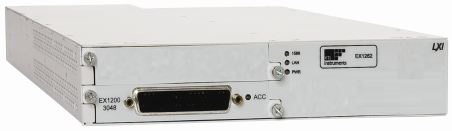 LXI
1588
LAN
PWR
Instruments
EX1262
EX1200
3048
ACC